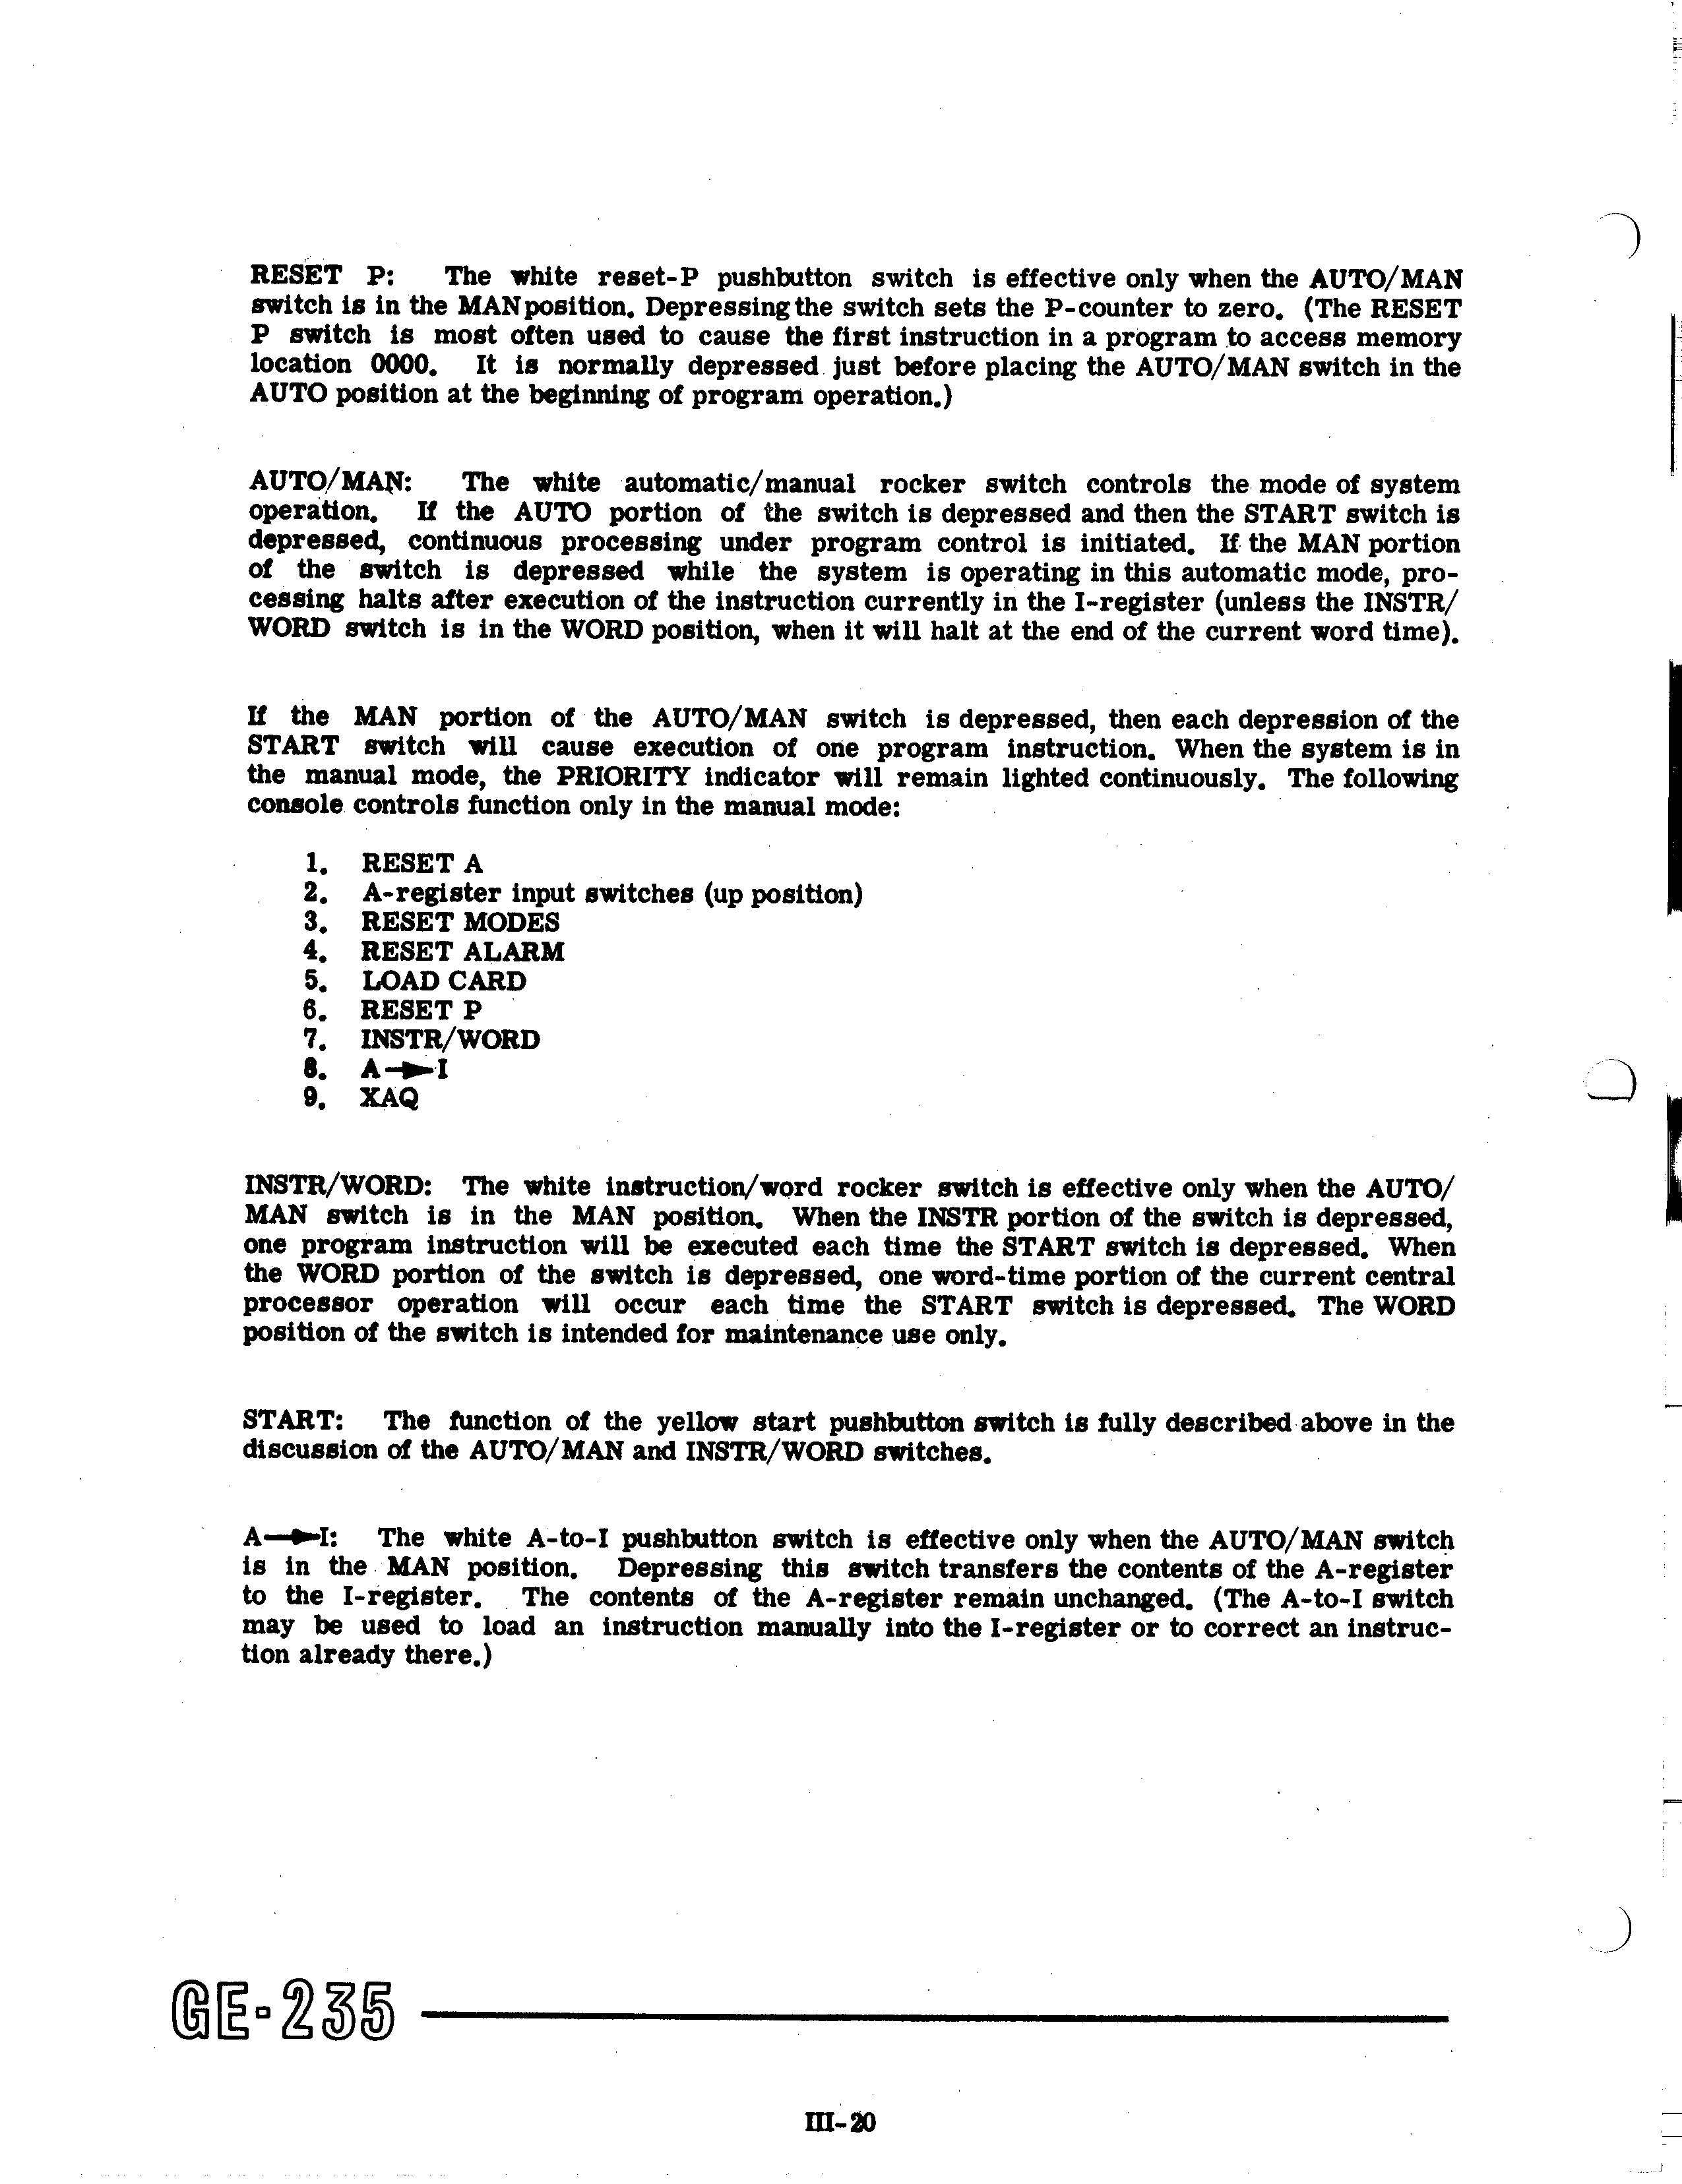 RESET P: The white reset-P pushbutton switch is effective only when the AUTO/MAN
switch is in the MAN position. Depressing the switch sets the P-counter to zero. (The RESET
P switch is most often used to cause the first instruction in a program to access memory
location 0000. It is normally depressed just before placing the AUTO/MAN switch in the
AUTO position at the beginning of program operation.)
AUTO/MAN: The white automatic/manual rocker switch controls the mode of system
operation. If the AUTO portion of the switch is depressed and then the START switch is
depressed, continuous processing under program control is initiated. If the MAN portion
of the switch is depressed while the system is operating in this automatic mode, pro-
cessing halts after execution of the instruction currently in the I-register (unless the INSTR/
WORD switch is in the WORD position, when it will halt at the end of the current word time).
If the MAN portion of the AUTO/MAN switch is depressed, then each depression of the
START switch will cause execution of one program instruction. When the system is in
the manual mode, the PRIORITY indicator will remain lighted continuously. The following
console controls function only in the manual mode:
1. RESET A
2. A-register input switches (up position)
3. RESET MODES
4. RESET ALARM
5. LOAD CARD
6. RESET P
7. INSTR/WORD
8. A→I
9. XAQ
INSTR/WORD: The white instruction/word rocker switch is effective only when the AUTO/
MAN switch is in the MAN position. When the INSTR portion of the switch is depressed,
one program instruction will be executed each time the START switch is depressed. When
the WORD portion of the switch is depressed, one word-time portion of the current central
processor operation will occur each time the START switch is depressed. The WORD
position of the switch is intended for maintenance use only.
START: The function of the yellow start pushbutton switch is fully described above in the
discussion of the AUTO/MAN and INSTR/WORD switches.
A→I: The white A-to-I pushbutton switch is effective only when the AUTO/MAN switch
is in the MAN position. Depressing this switch transfers the contents of the A-register
to the I-register. The contents of the A-register remain unchanged. (The A-to-I switch
may be used to load an instruction manually into the I-register or to correct an instruc-
tion already there.)
GE-235
III-20